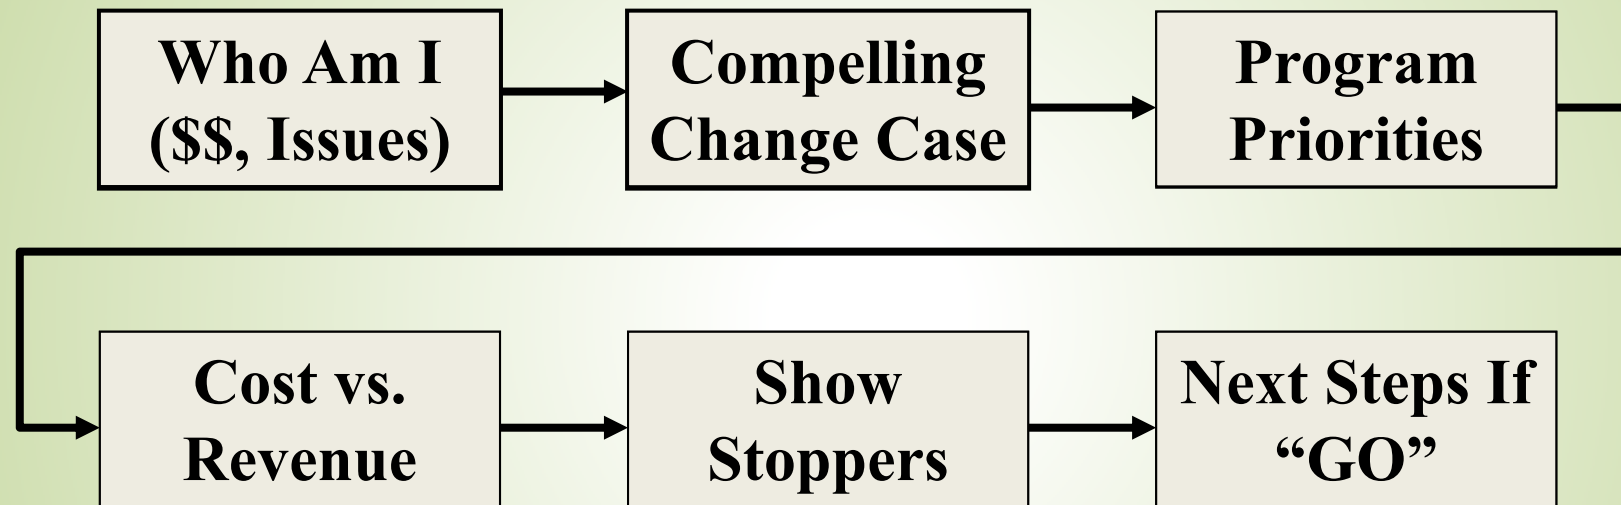 Who Am I
($$, Issues)
Compelling
Change Case
Program
Priorities
Cost vs.
Revenue
Show
Stoppers
Next Steps If
“GO”